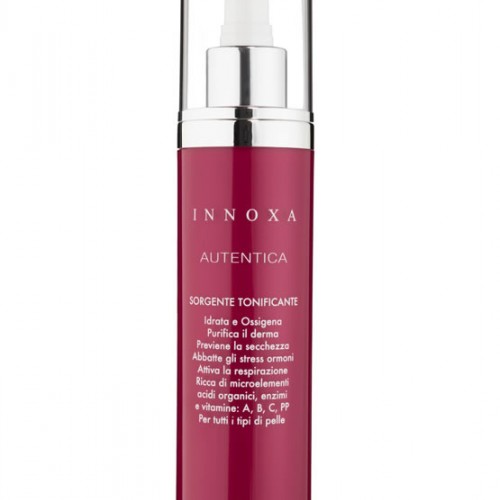 INNOXA
AUTENTICA
SORGENTE TONIFICANTE
Idrata e Ossigena
Purifica il derma
Previene la secchezza
Abbatte gli stress ormoni
Attiva la respirazione
Ricca di microelementi
acidi organici, enzimi
e vitamine: A, B, C, PP
Per tutti i tipi di pelle